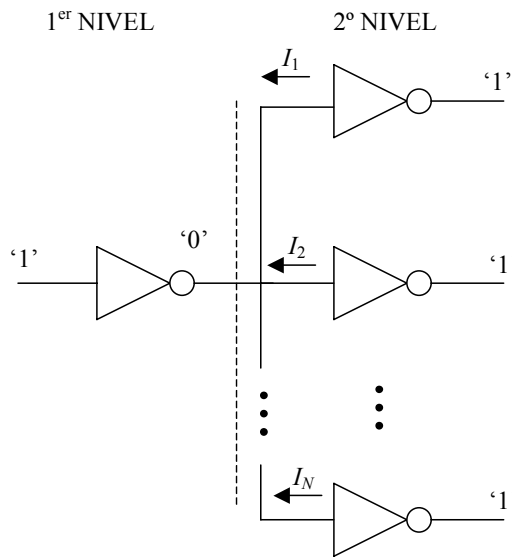 1er NIVEL
2º NIVEL
I1
‘1’
‘1’
‘0’
I2
‘1
IN
‘1